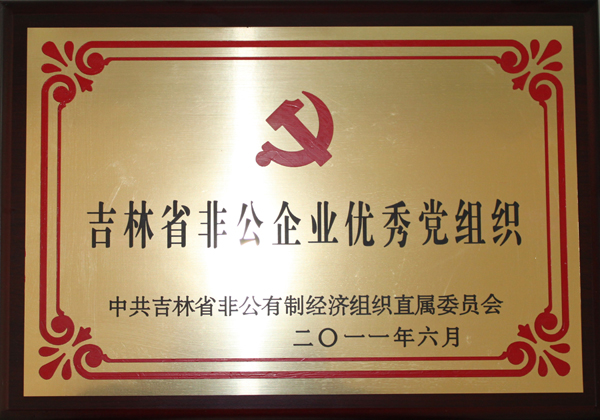 吉林省非公企业优秀党组织
中共吉林省非公有制经济组织直属委员会
二〇一一年六月